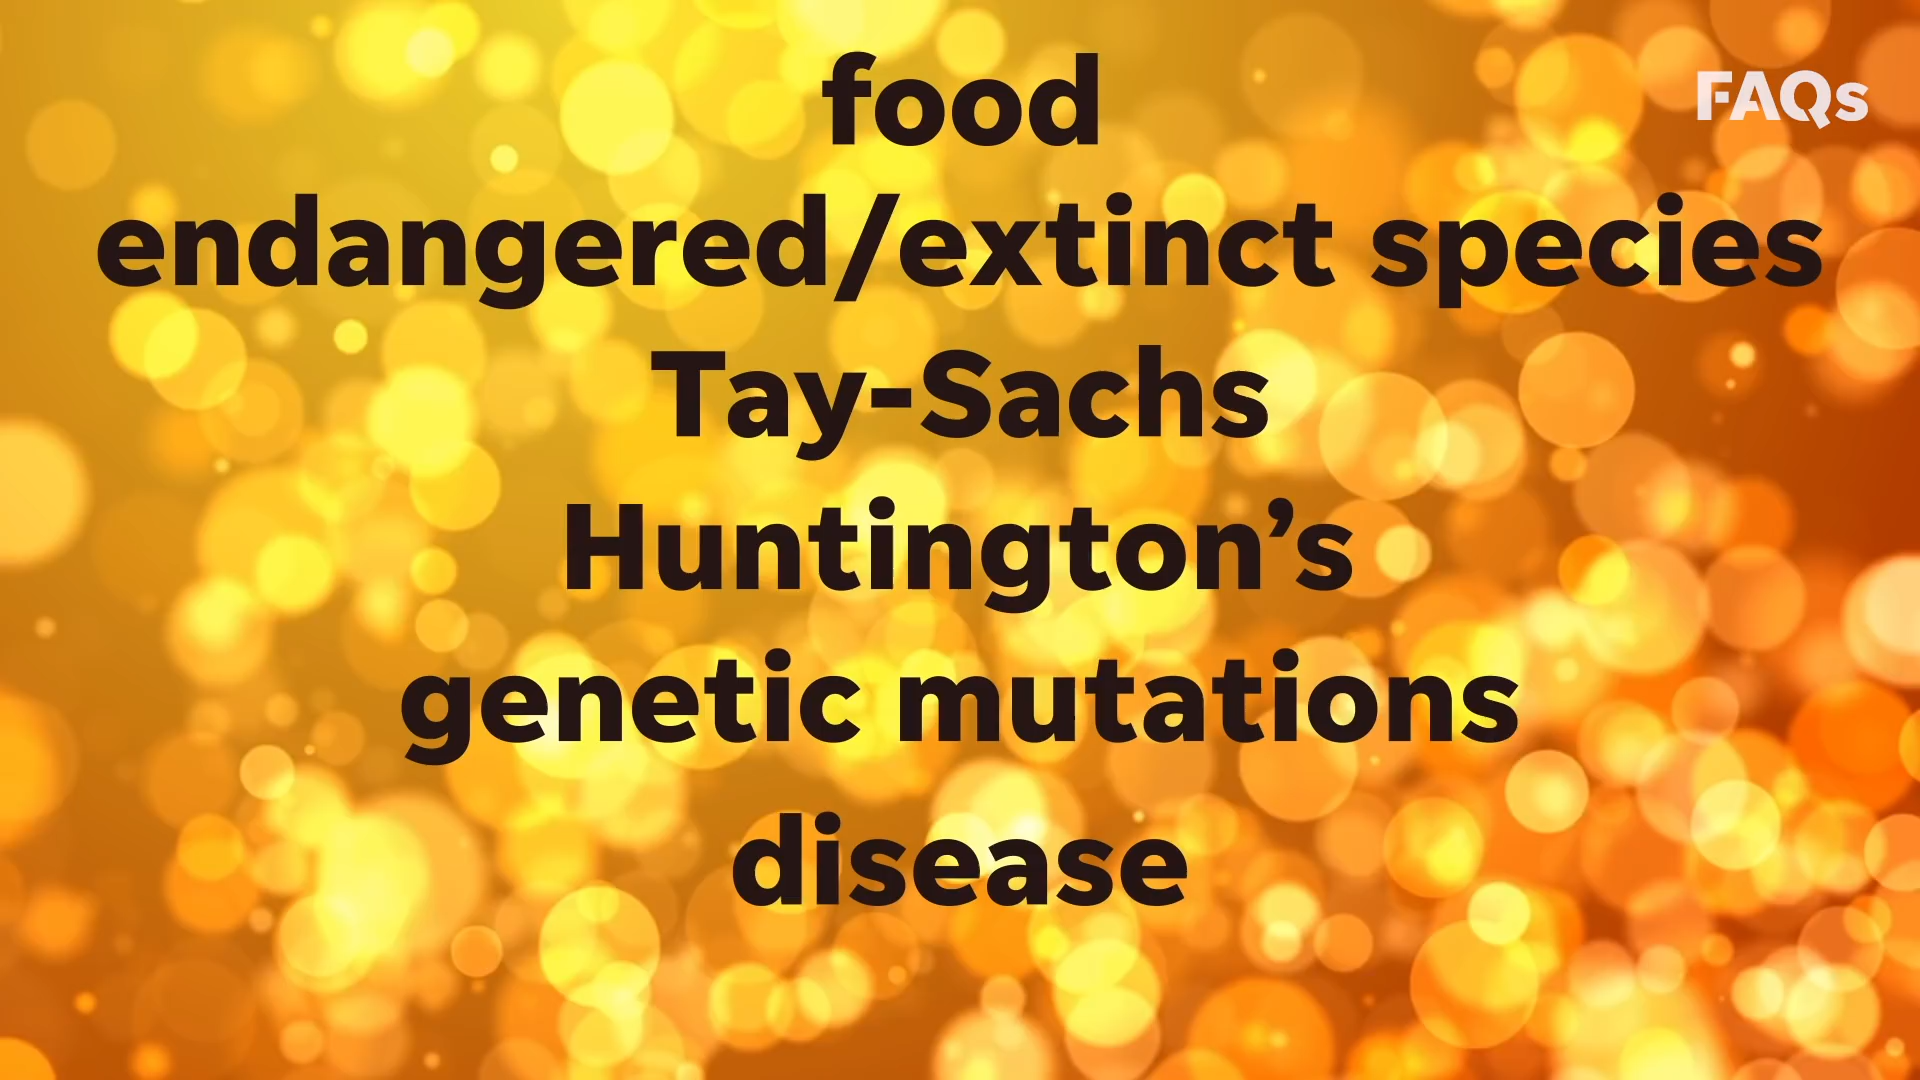 FAQs
food
endangered/extinct species
Tay-Sachs
Huntington’s
genetic mutations
disease